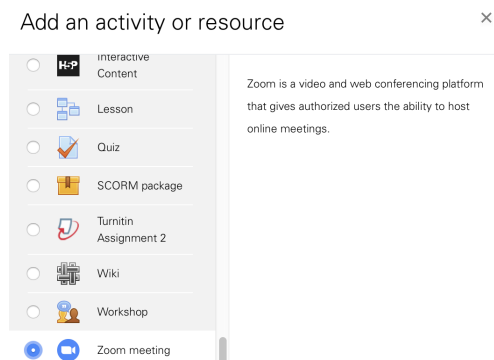 Add an activity or resource
Interactive
Content
H-P
Lesson
Quiz
SCORM package
Turnitin
Assignment 2
Wiki
Workshop
Zoom meeting
Zoom is a video and web conferencing platform
that gives authorized users the ability to host
online meetings.